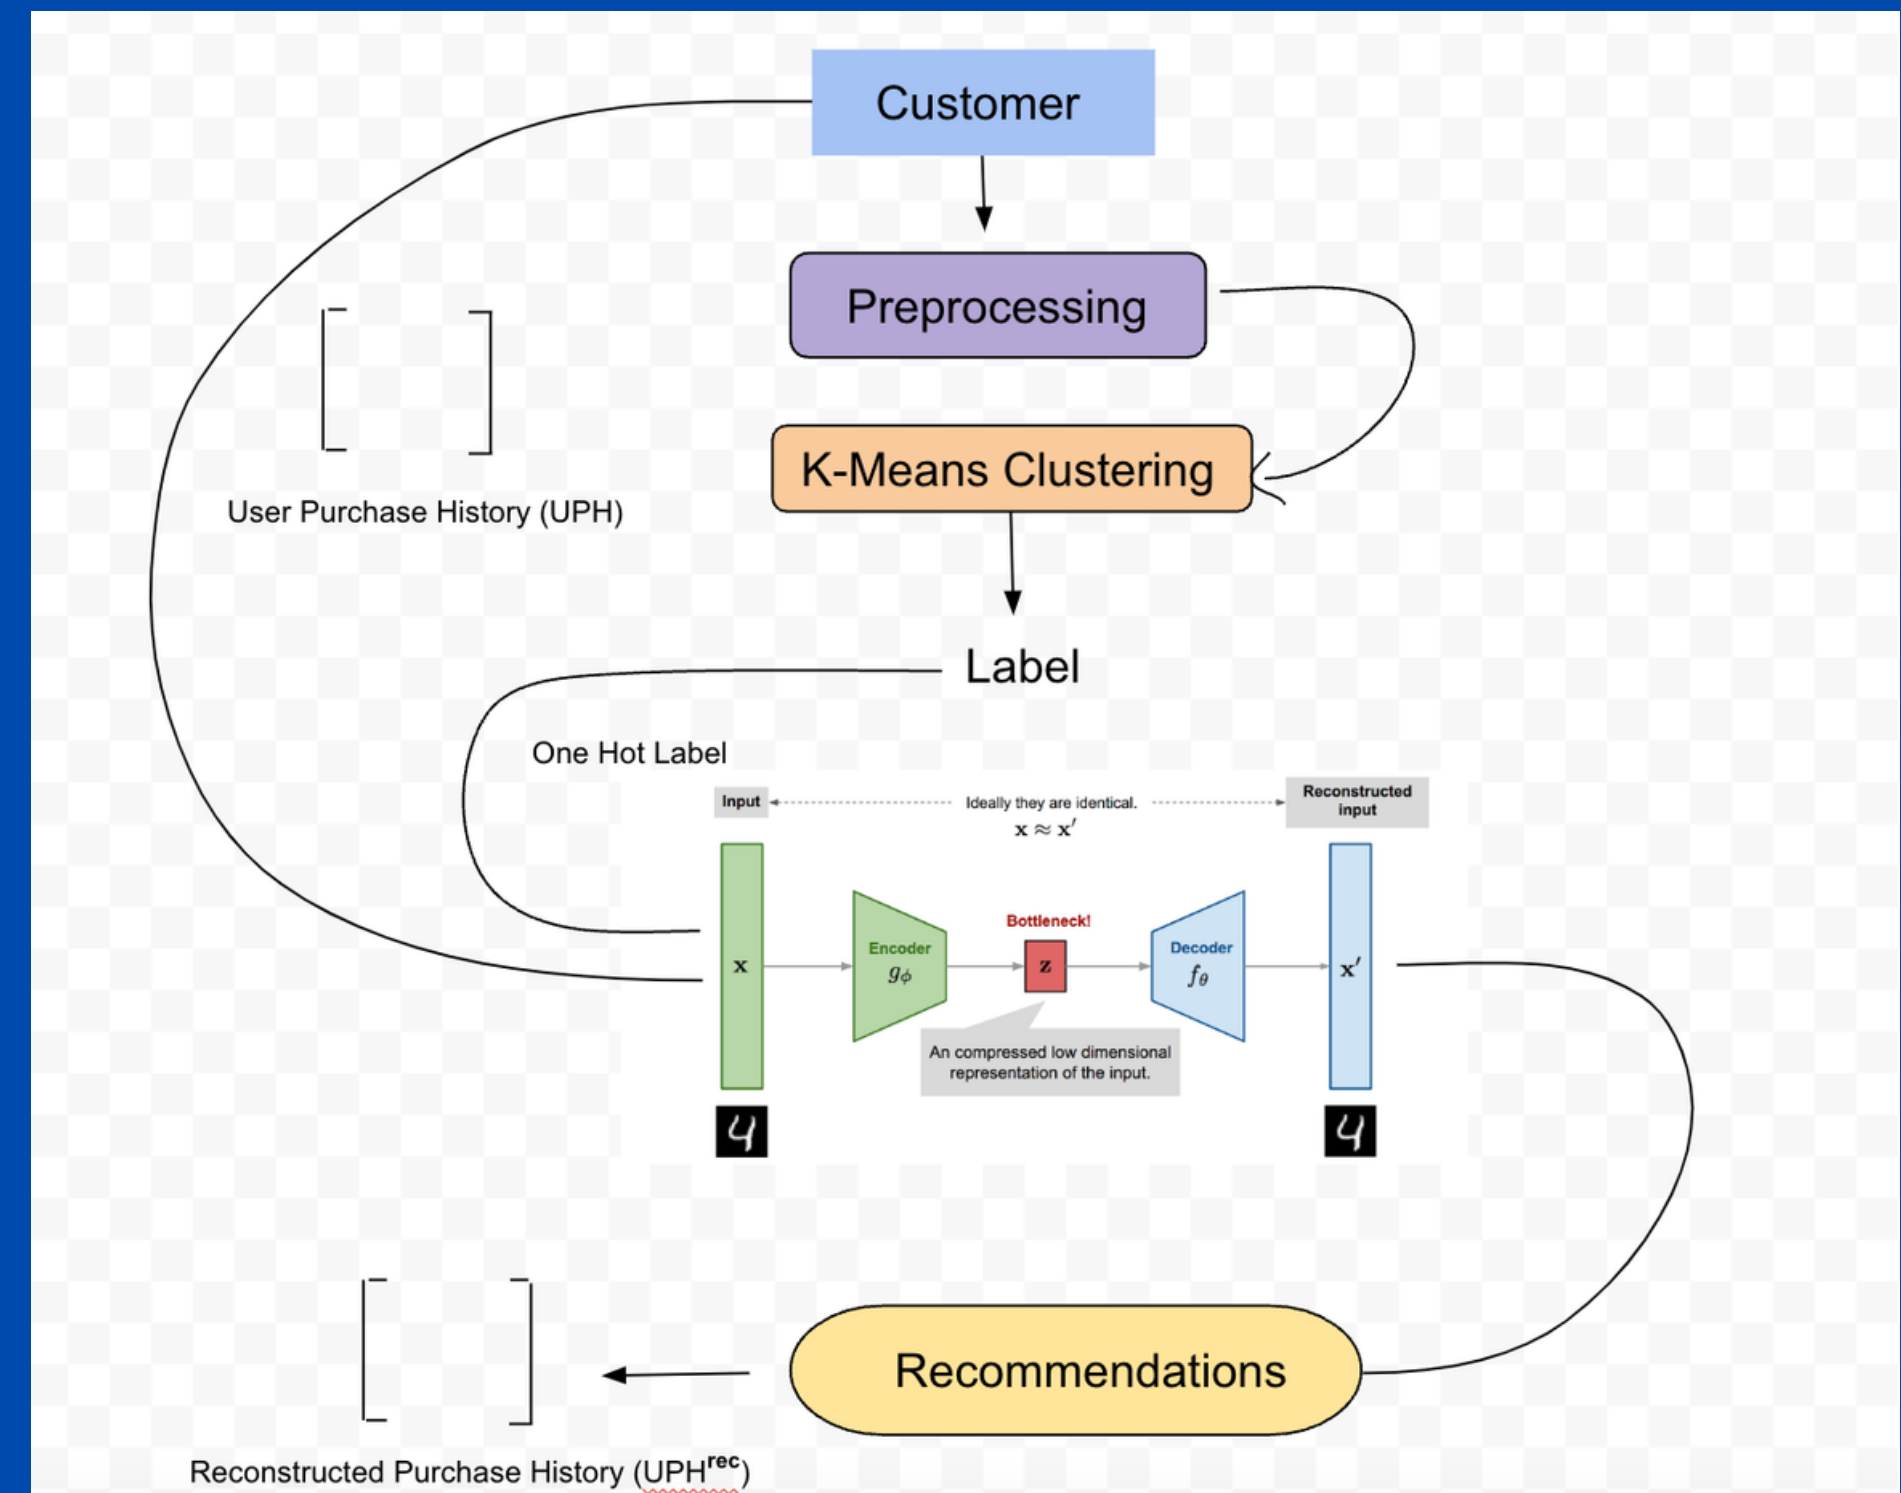 Customer
Preprocessing
K-Means Clustering
User Purchase History (UPH)
Label
One Hot Label
Input
Ideally they are identical.
x ≈ x′
Reconstructed
input
Bottleneck!
Encoder
gϕ
Decoder
fθ
x
z
x′
An compressed low dimensional
representation of the input.
4
4
Recommendations
Reconstructed Purchase History (UPHʳᵉᶜ)